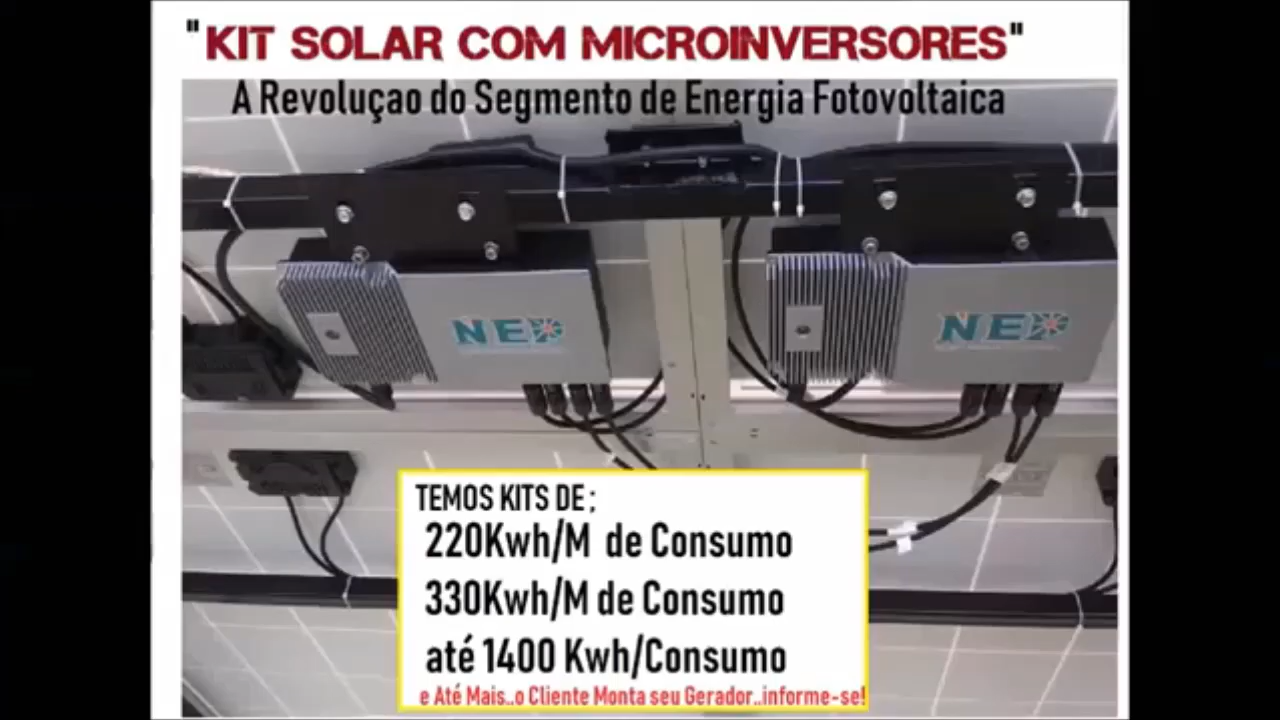 "KIT SOLAR COM MICROINVERSORES"
A Revoluçao do Segmento de Energia Fotovoltaica
NEP
NEP
TEMOS KITS DE ;
220Kwh/M de Consumo
330Kwh/M de Consumo
até 1400 Kwh/Consumo
e Até Mais..o Cliente Monta seu Gerador..informe-se!